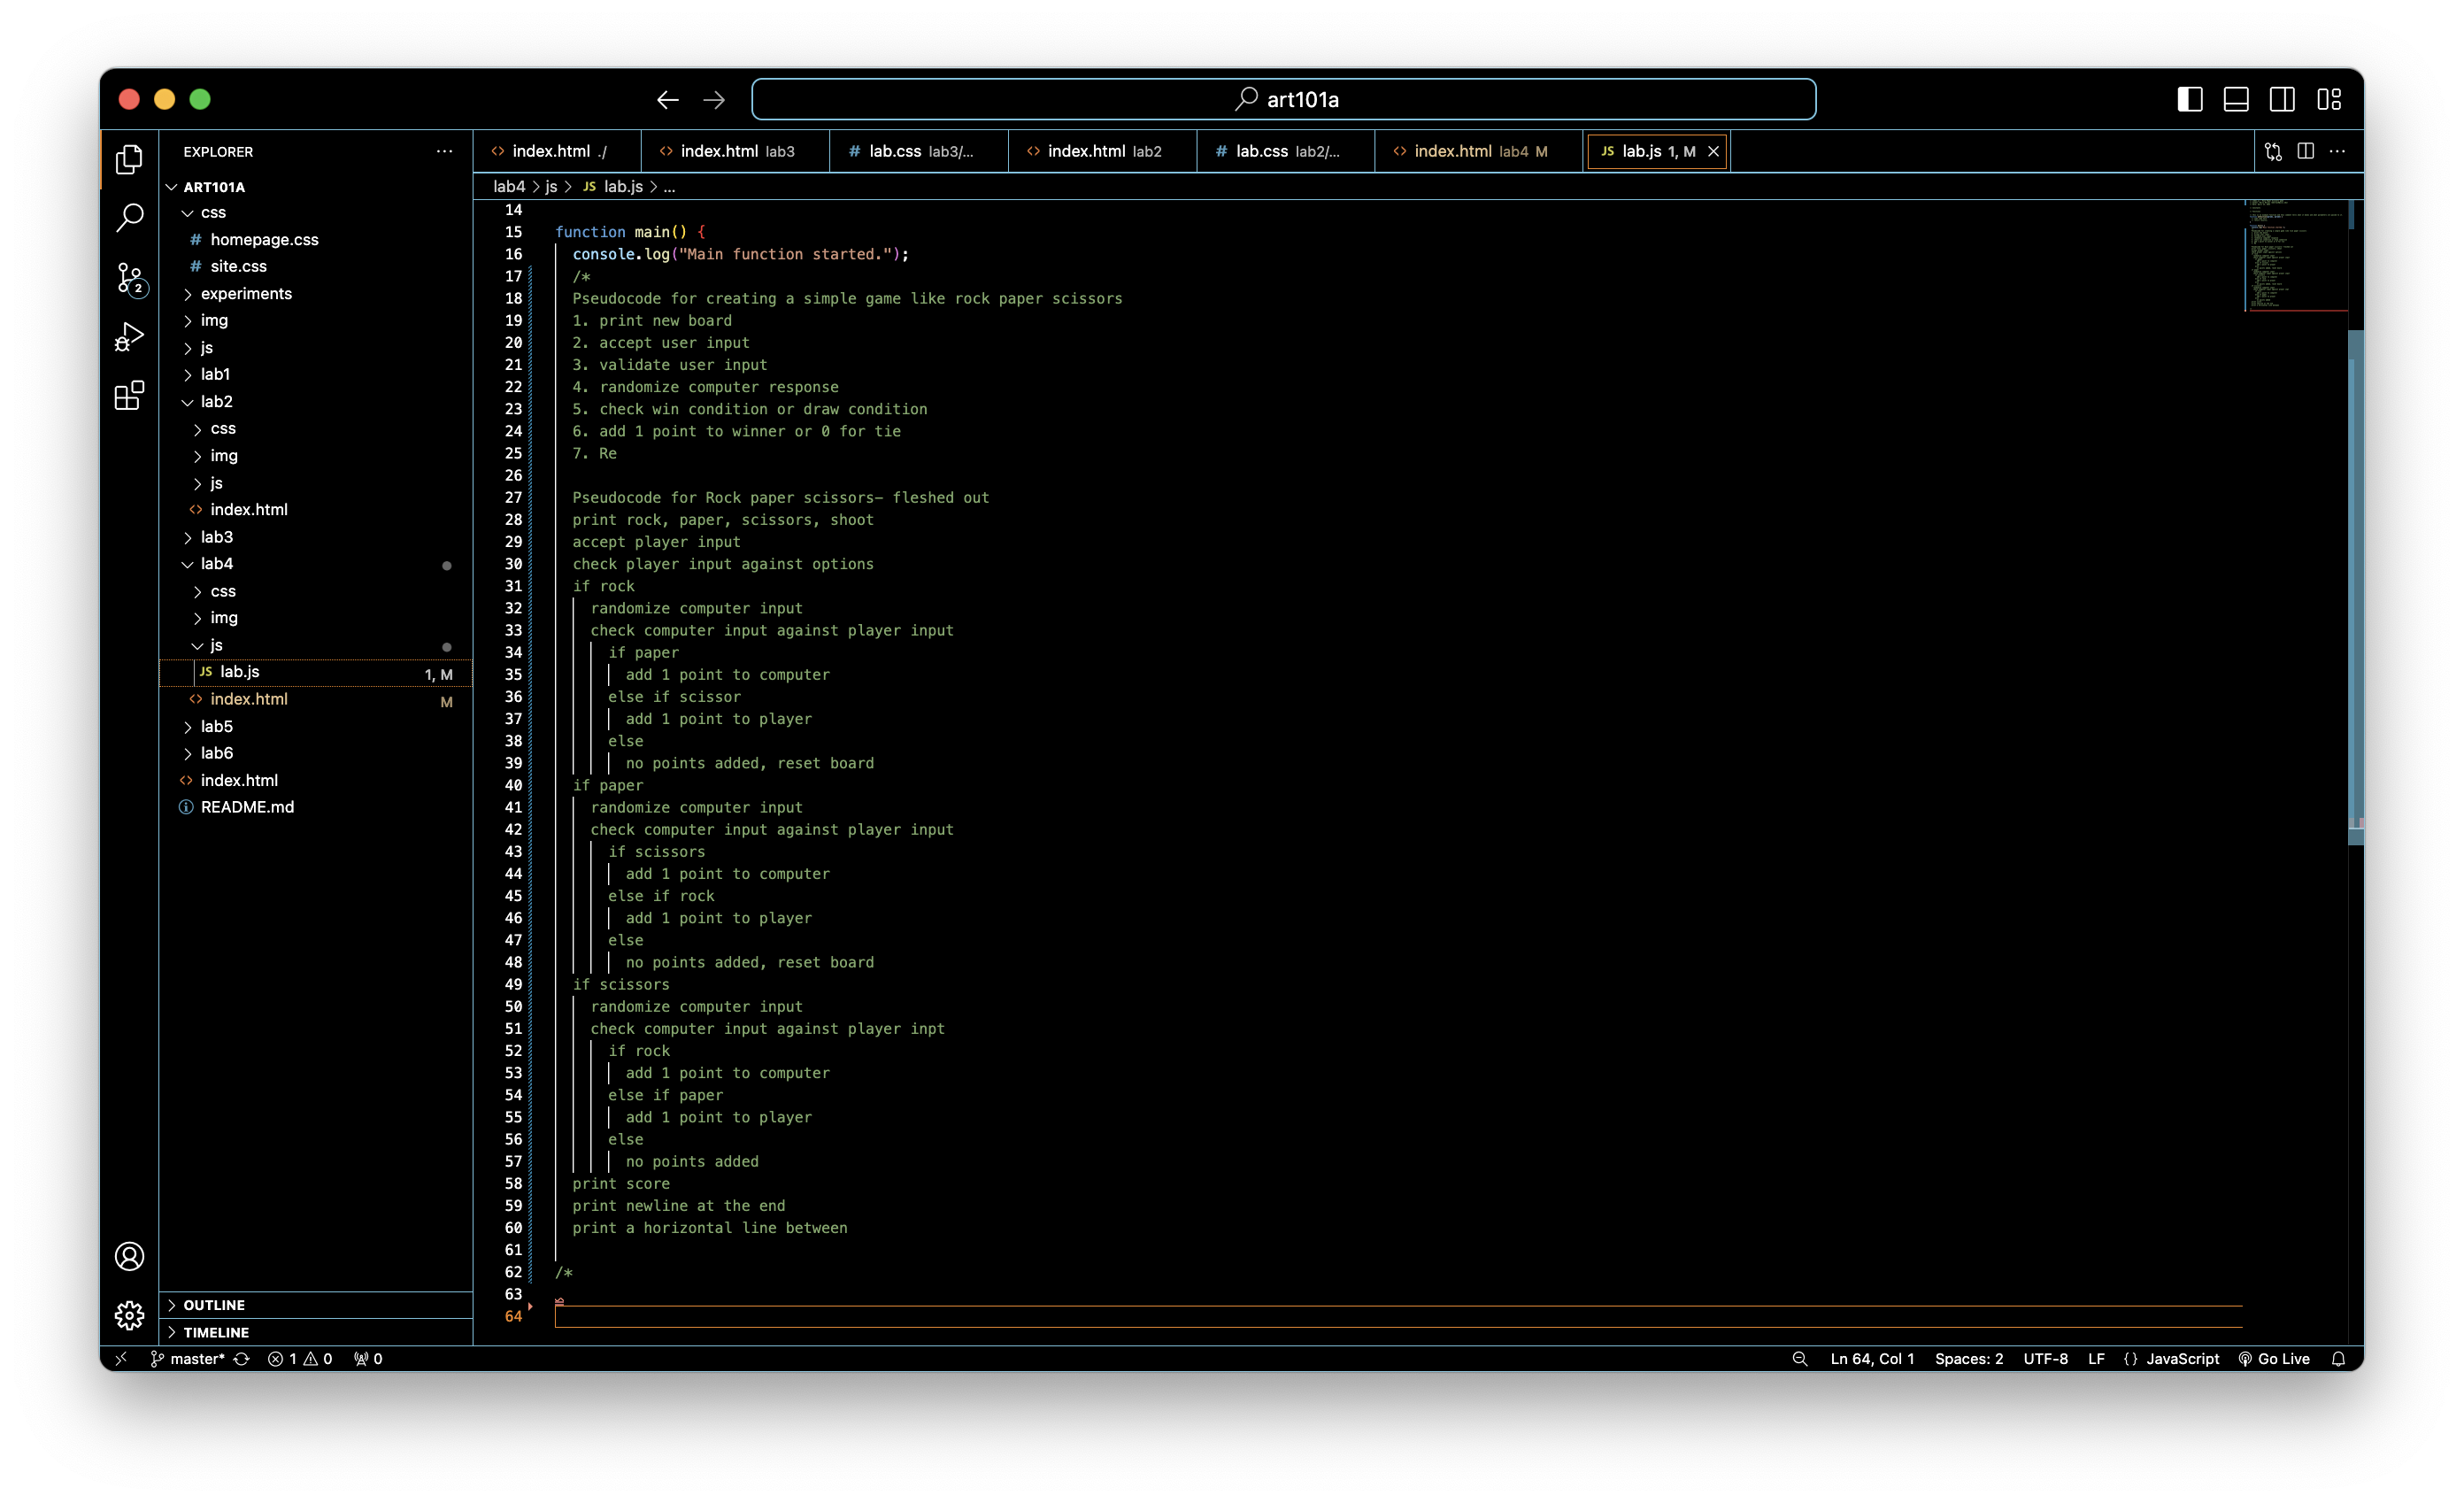 art101a
EXPLORER
ART101A
css
# homepage.css
# site.css
experiments
img
js
lab1
lab2
css
img
js
<> index.html
lab3
lab4
css
img
js
JS lab.js 1, M
<> index.html M
lab5
lab6
<> index.html
README.md
OUTLINE
TIMELINE
2
<> index.html ./
<> index.html lab3
# lab.css lab3/...
<> index.html lab2
# lab.css lab2/...
<> index.html lab4 M
JS lab.js 1, M
lab4 > js > JS lab.js > ...
14
15 function main() {
16 console.log("Main function started.");
17 /*
18 Pseudocode for creating a simple game like rock paper scissors
19 1. print new board
20 2. accept user input
21 3. validate user input
22 4. randomize computer response
23 5. check win condition or draw condition
24 6. add 1 point to winner or 0 for tie
25 7. Re
26
27 Pseudocode for Rock paper scissors— fleshed out
28 print rock, paper, scissors, shoot
29 accept player input
30 check player input against options
31 if rock
32 randomize computer input
33 check computer input against player input
34 if paper
35 add 1 point to computer
36 else if scissor
37 add 1 point to player
38 else
39 no points added, reset board
40 if paper
41 randomize computer input
42 check computer input against player input
43 if scissors
44 add 1 point to computer
45 else if rock
46 add 1 point to player
47 else
48 no points added, reset board
49 if scissors
50 randomize computer input
51 check computer input against player inpt
52 if rock
53 add 1 point to computer
54 else if paper
55 add 1 point to player
56 else
57 no points added
58 print score
59 print newline at the end
60 print a horizontal line between
61
62 /*
63
64
master* 1 0 0
Ln 64, Col 1 Spaces: 2 UTF-8 LF {} JavaScript Go Live